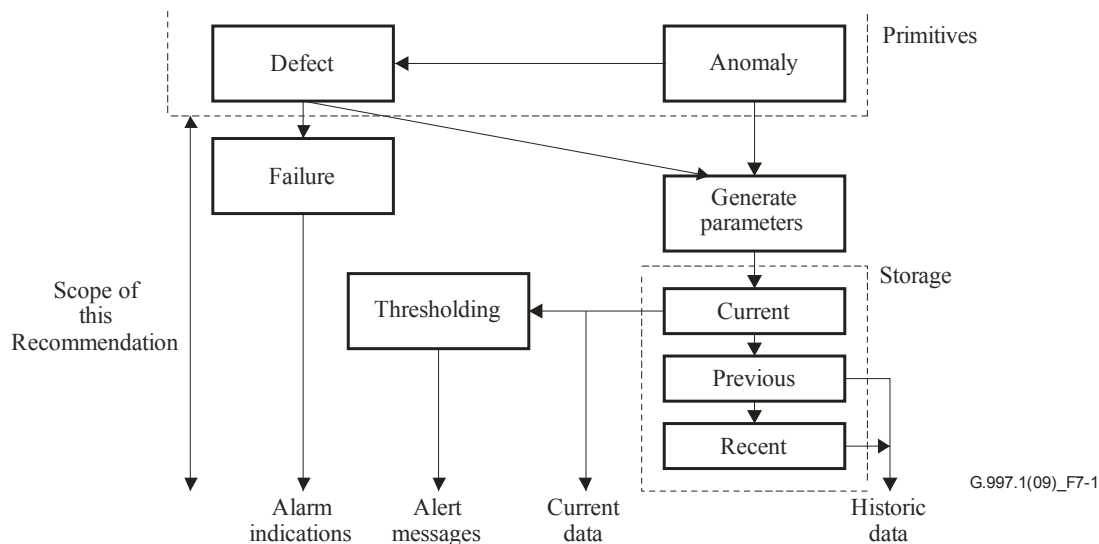 Primitives
Defect
Anomaly
Failure
Generate
parameters
Storage
Scope of
this
Recommendation
Thresholding
Current
Previous
Recent
G.997.1(09)_F7-1
Alarm
indications
Alert
messages
Current
data
Historic
data